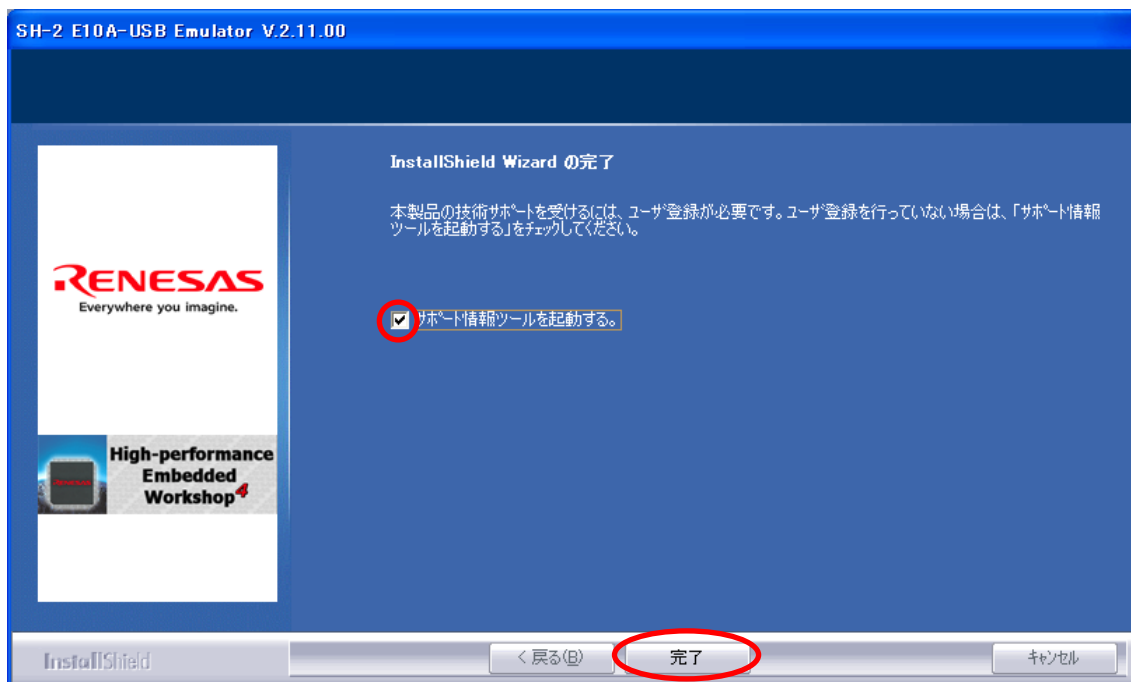 SH-2 E10A-USB Emulator V.2.11.00
InstallShield Wizard の完了
本製品の技術ｻﾎﾟｰﾄを受けるには、ﾕｰｻﾞ登録が必要です。ﾕｰｻﾞ登録を行っていない場合は、「ｻﾎﾟｰﾄ情報
ﾂｰﾙを起動する」をﾁｪｯｸしてください。
RENESAS
Everywhere you imagine.
ｻﾎﾟｰﾄ情報ﾂｰﾙを起動する。
High-performance
Embedded
Workshop4
InstallShield
< 戻る(B)
完了
ｷｬﾝｾﾙ